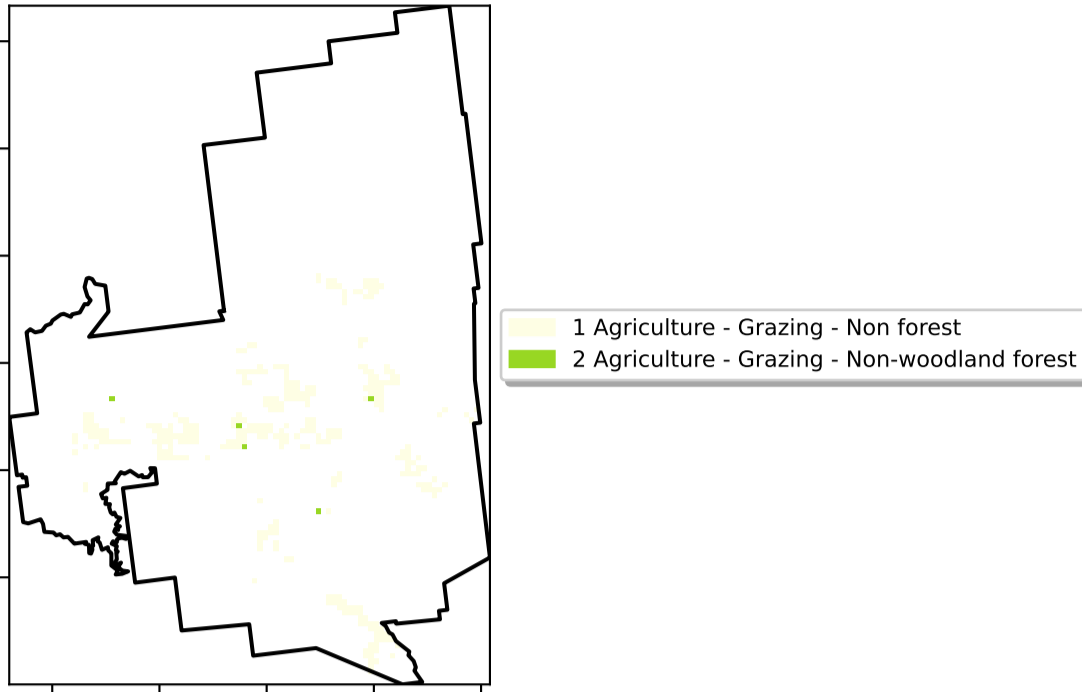 1 Agriculture - Grazing - Non forest
2 Agriculture - Grazing - Non-woodland forest